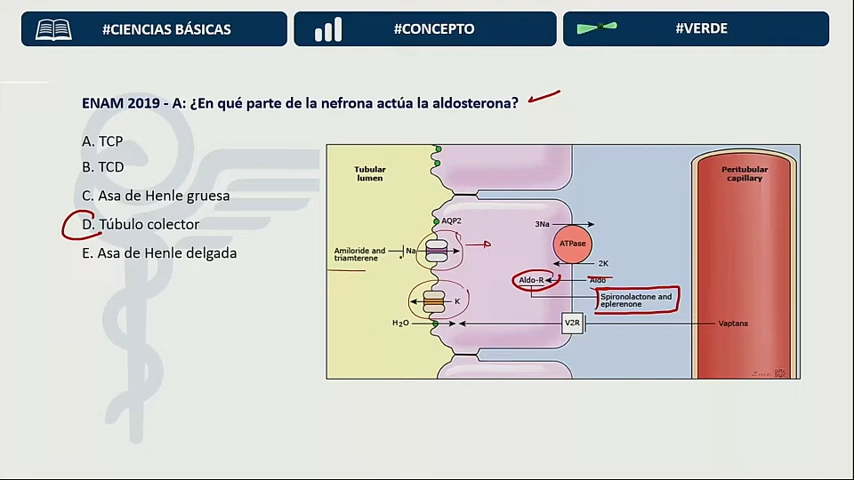 #CIENCIAS BÁSICAS
#CONCEPTO
#VERDE
ENAM 2019 - A: ¿En qué parte de la nefrona actúa la aldosterona?
A. TCP
B. TCD
C. Asa de Henle gruesa
D. Túbulo colector
E. Asa de Henle delgada
Tubular
lumen
Peritubular
capillary
AQP2
3Na
ATPase
Amiloride and
triamterene
Na
2K
Aldo-R
Aldo
Spironolactone and
eplerenone
K
H₂O
V2R
Vaptans